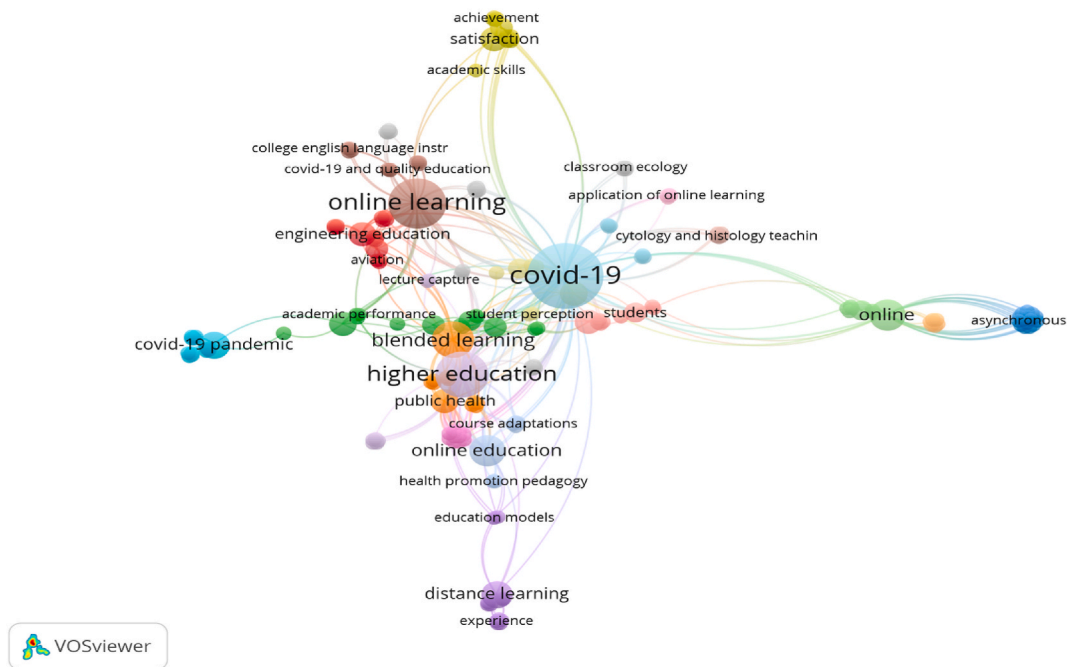 achievement
satisfaction
academic skills
college english language instr
covid-19 and quality education
classroom ecology
application of online learning
online learning
engineering education
cytology and histology teachin
aviation
covid-19
lecture capture
academic performance
student perception
students
online
asynchronous
covid-19 pandemic
blended learning
higher education
public health
course adaptations
online education
health promotion pedagogy
education models
distance learning
experience
VOSviewer